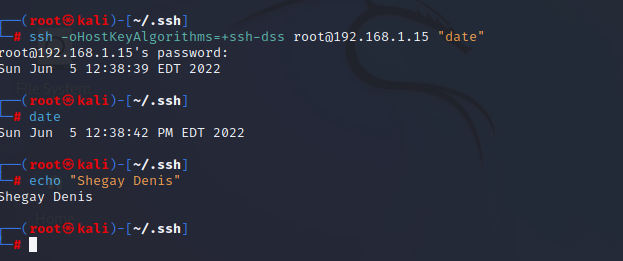 ┌──(root㉿kali)-[~/.ssh]
└─# ssh -oHostKeyAlgorithms=+ssh-dss root@192.168.1.15 "date"
root@192.168.1.15's password:
Sun Jun  5 12:38:39 EDT 2022
┌──(root㉿kali)-[~/.ssh]
└─# date
Sun Jun  5 12:38:42 PM EDT 2022
┌──(root㉿kali)-[~/.ssh]
└─# echo "Shegay Denis"
Shegay Denis
┌──(root㉿kali)-[~/.ssh]
└─#